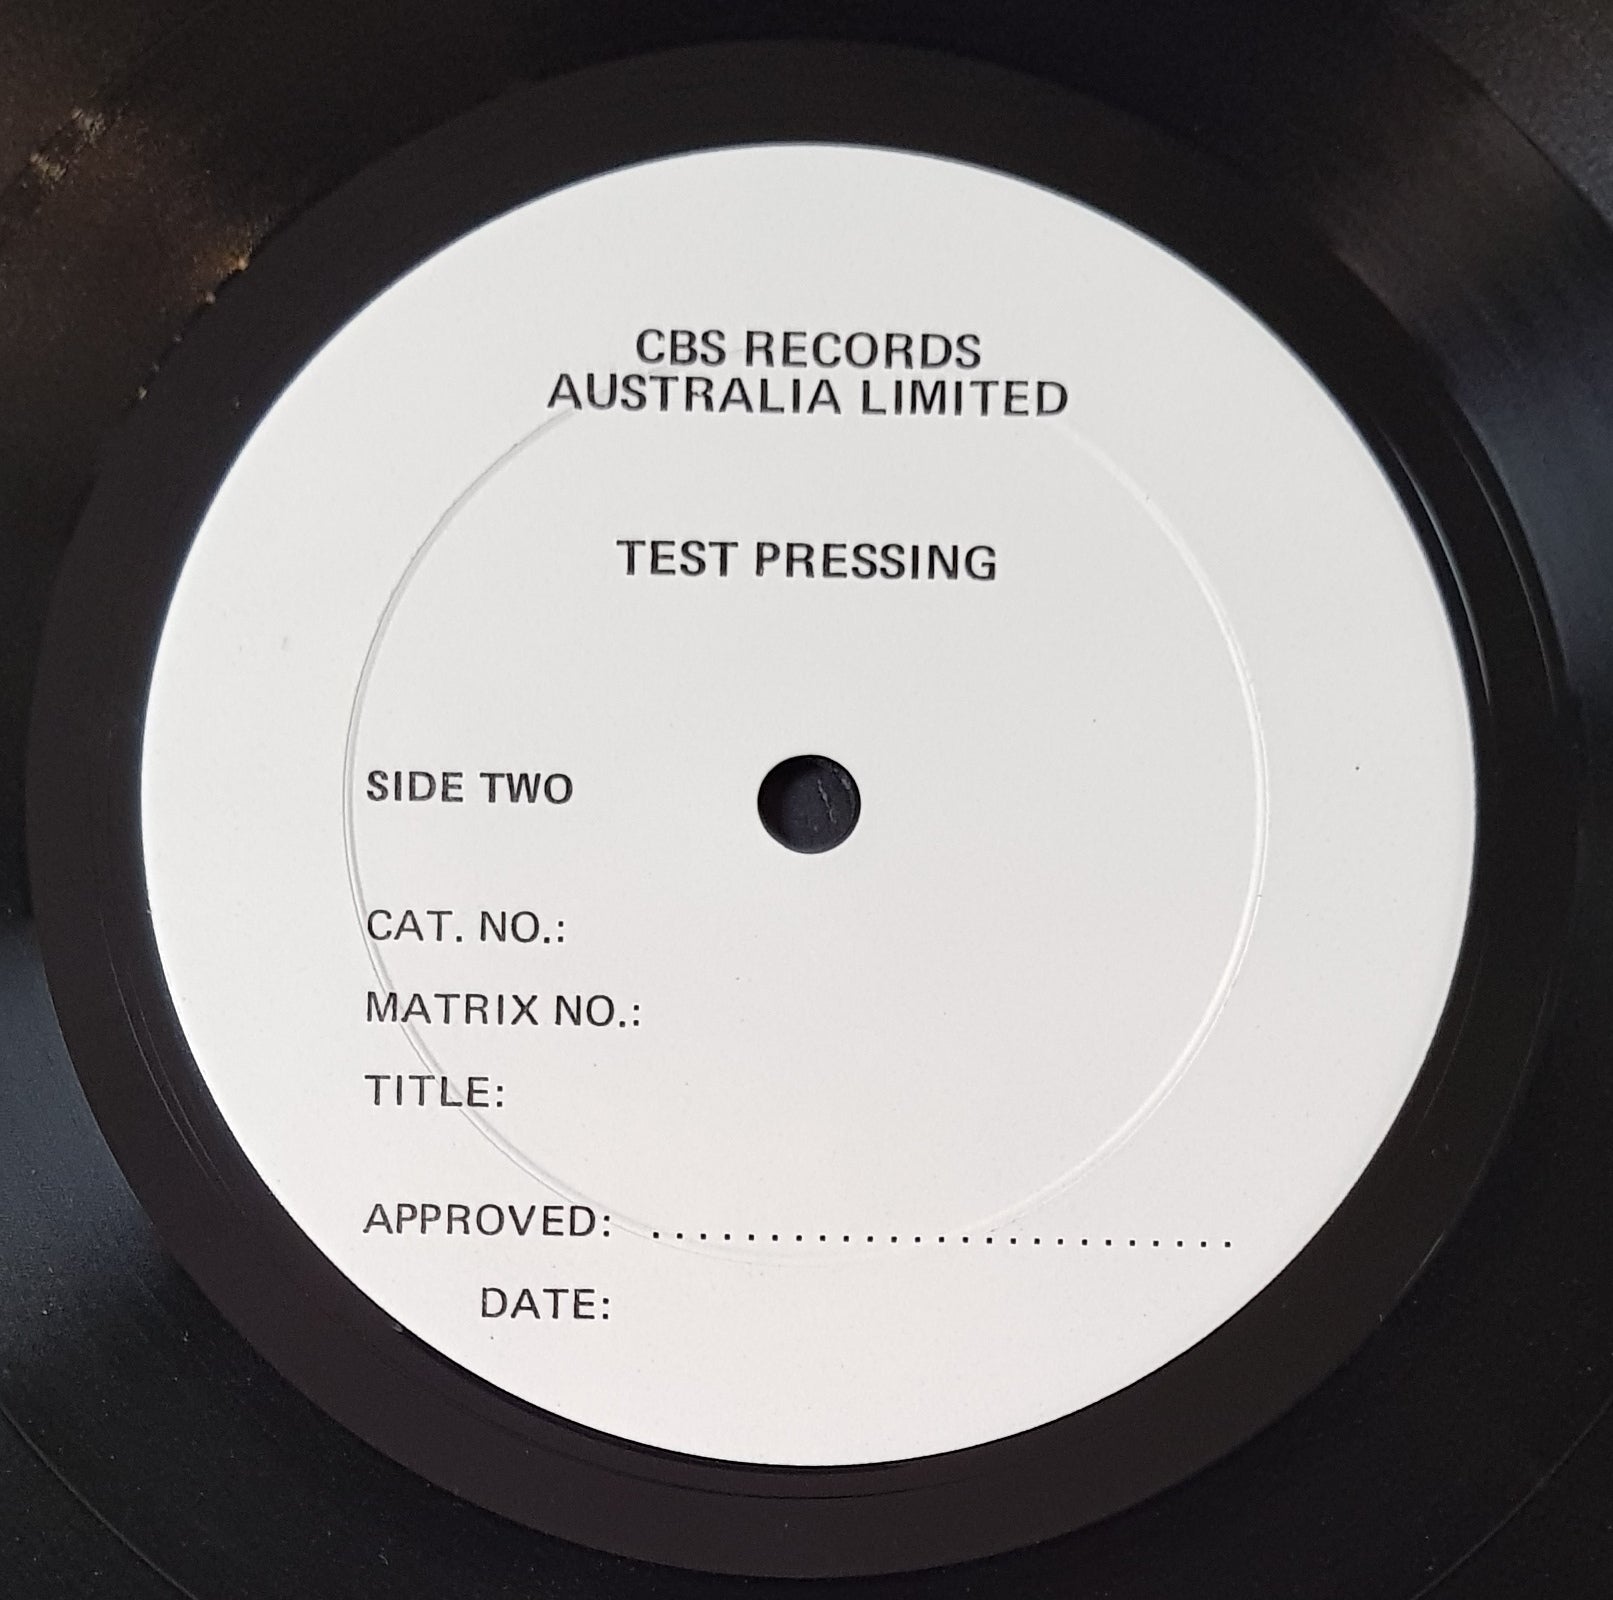 CBS RECORDS
AUSTRALIA LIMITED
TEST PRESSING
SIDE TWO
CAT. NO.:
MATRIX NO.:
TITLE:
APPROVED: .........................
DATE: